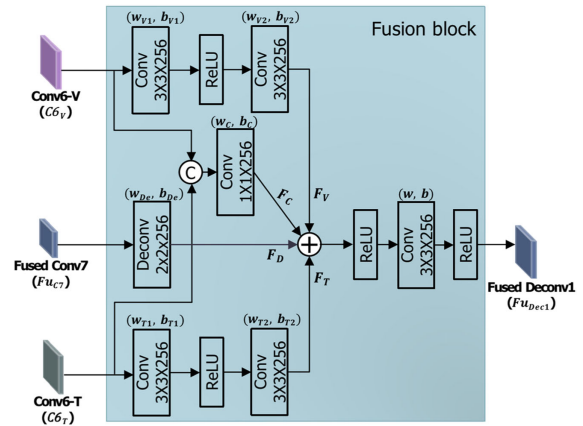 (w_V1, b_V1)
(w_V2, b_V2)
Fusion block
Conv
3X3X256
ReLU
Conv
3X3X256
Conv6-V
(C6_V)
(w_C, b_C)
C
Conv
1X1X256
F_C
F_V
(w_De, b_De)
Deconv
2x2x256
Fused Conv7
(Fu_C7)
F_D
+
F_T
ReLU
(w, b)
Conv
3X3X256
ReLU
Fused Deconv1
(Fu_Dec1)
(w_T1, b_T1)
(w_T2, b_T2)
Conv
3X3X256
ReLU
Conv
3X3X256
Conv6-T
(C6_T)